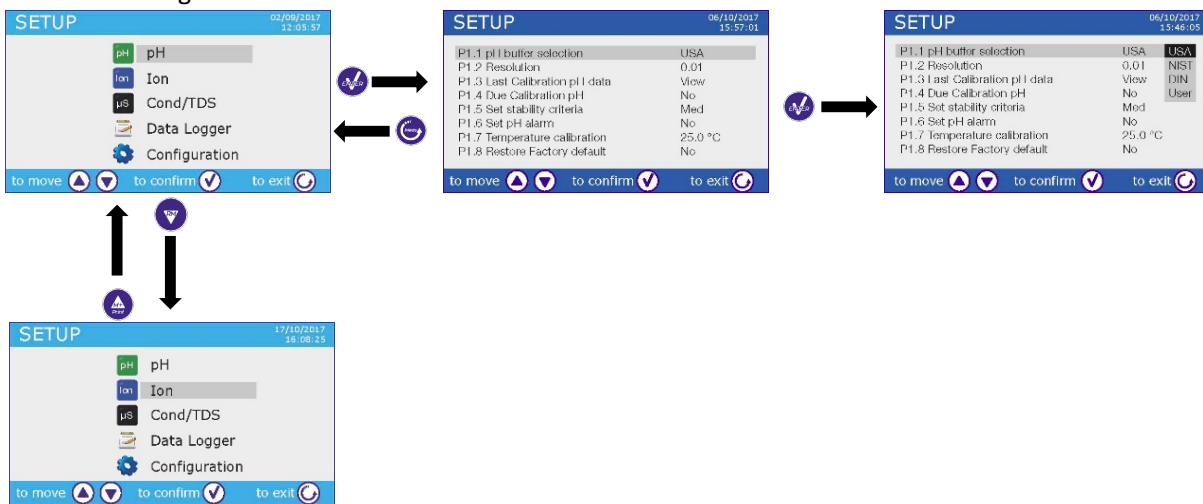 SETUP
02/09/2017
12:05:57
pH pH
Ion Ion
µS Cond/TDS
Data Logger
Configuration
to move to confirm to exit
ENTER
SETUP
06/10/2017
15:57:01
P1.1 pH buffer selection USA
P1.2 Resolution 0.01
P1.3 Last Calibration pH data View
P1.4 Due Calibration pH No
P1.5 Set stability criteria Med
P1.6 Set pH alarm No
P1.7 Temperature calibration 25.0 °C
P1.8 Restore Factory default No
to move to confirm to exit
ENTER
SETUP
06/10/2017
15:46:05
P1.1 pH buffer selection USA USA
P1.2 Resolution 0.01 NIST
P1.3 Last Calibration pH data View DIN
P1.4 Due Calibration pH No User
P1.5 Set stability criteria Med
P1.6 Set pH alarm No
P1.7 Temperature calibration 25.0 °C
P1.8 Restore Factory default No
to move to confirm to exit
Print
SETUP
17/10/2017
16:08:25
pH pH
Ion Ion
µS Cond/TDS
Data Logger
Configuration
to move to confirm to exit